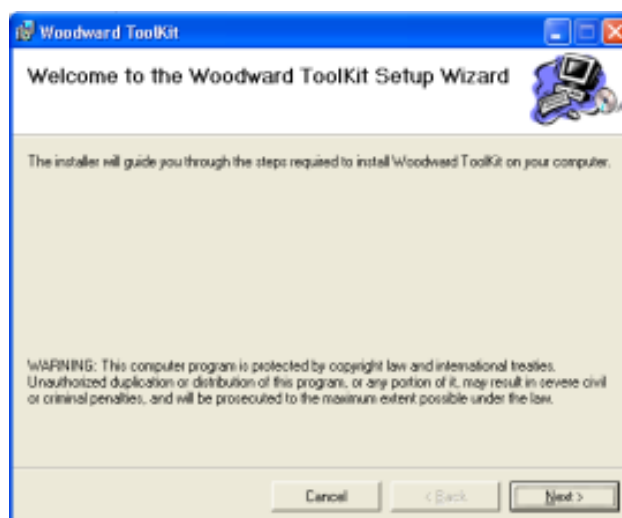 Woodward ToolKit
Welcome to the Woodward ToolKit Setup Wizard
The installer will guide you through the steps required to install Woodward ToolKit on your computer.
WARNING: This computer program is protected by copyright law and international treaties.
Unauthorized duplication or distribution of this program, or any portion of it, may result in severe civil
or criminal penalties, and will be prosecuted to the maximum extent possible under the law.
Cancel < Back Next >